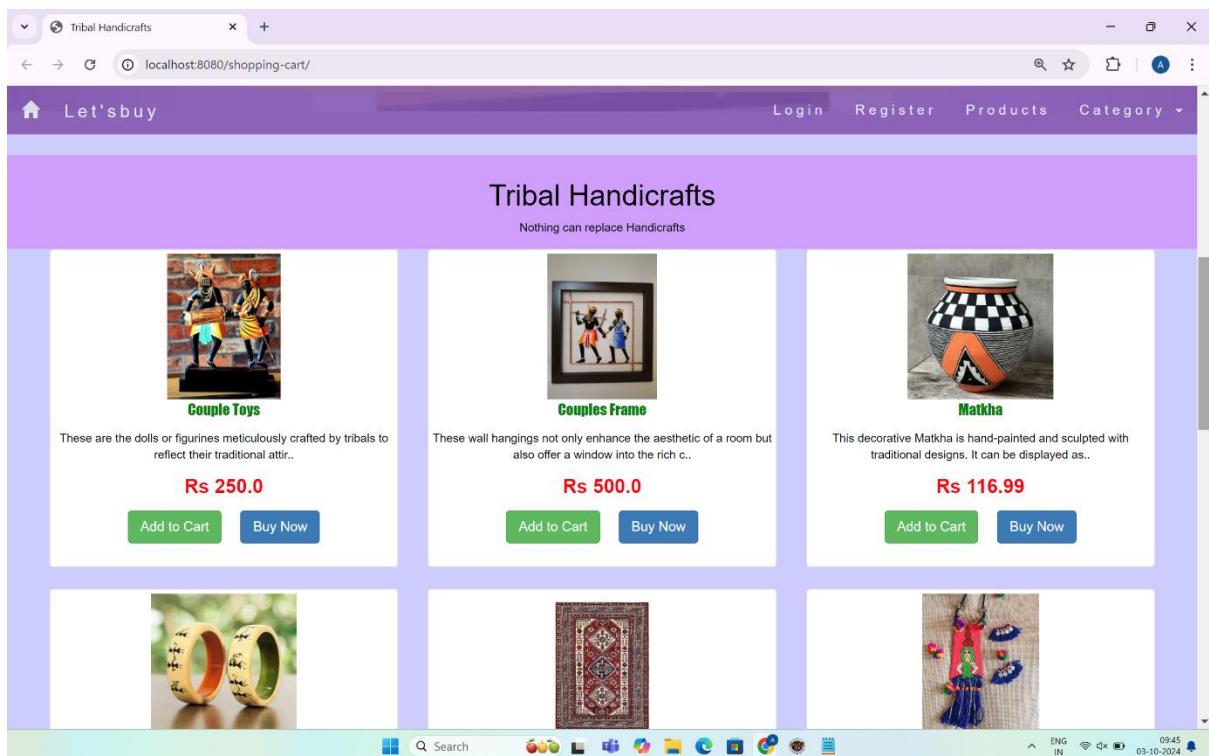 Tribal Handicrafts
localhost:8080/shopping-cart/
A
Let'sbuy
Login Register Products Category
Tribal Handicrafts
Nothing can replace Handicrafts
Couple Toys
These are the dolls or figurines meticulously crafted by tribals to
reflect their traditional attir..
Rs 250.0
Add to Cart Buy Now
Couples Frame
These wall hangings not only enhance the aesthetic of a room but
also offer a window into the rich c..
Rs 500.0
Add to Cart Buy Now
Matkha
This decorative Matkha is hand-painted and sculpted with
traditional designs. It can be displayed as..
Rs 116.99
Add to Cart Buy Now
Search
ENG
IN
09:45
03-10-2024